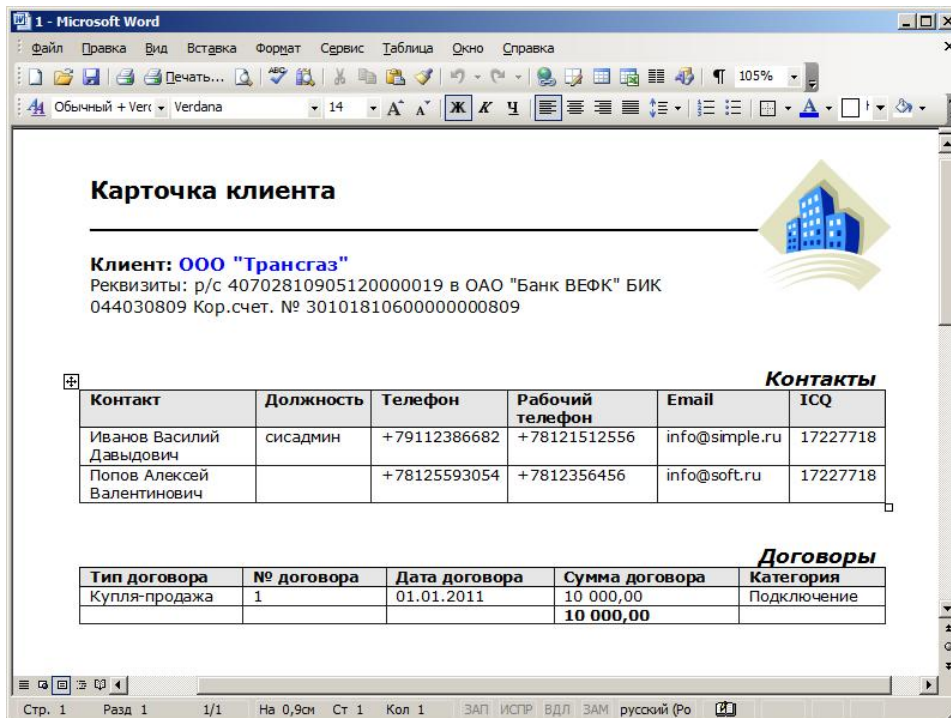 1 - Microsoft Word
Файл Правка Вид Вставка Формат Сервис Таблица Окно Справка
Печать... 105%
Обычный + Verc Verdana 14 Ж К Ч
Карточка клиента
Клиент: ООО "Трансгаз"
Реквизиты: р/с 40702810905120000019 в ОАО "Банк ВЕФК" БИК
044030809 Кор.счет. № 30101810600000000809
Контакты
Контакт Должность Телефон Рабочий телефон Email ICQ
Иванов Василий Давыдович сисадмин +79112386682 +78121512556 info@simple.ru 17227718
Попов Алексей Валентинович +78125593054 +7812356456 info@soft.ru 17227718
Договоры
Тип договора № договора Дата договора Сумма договора Категория
Купля-продажа 1 01.01.2011 10 000,00 Подключение
10 000,00
Стр. 1 Разд 1 1/1 На 0,9см Ст 1 Кол 1 ЗАП ИСПР ВДЛ ЗАМ русский (Ро